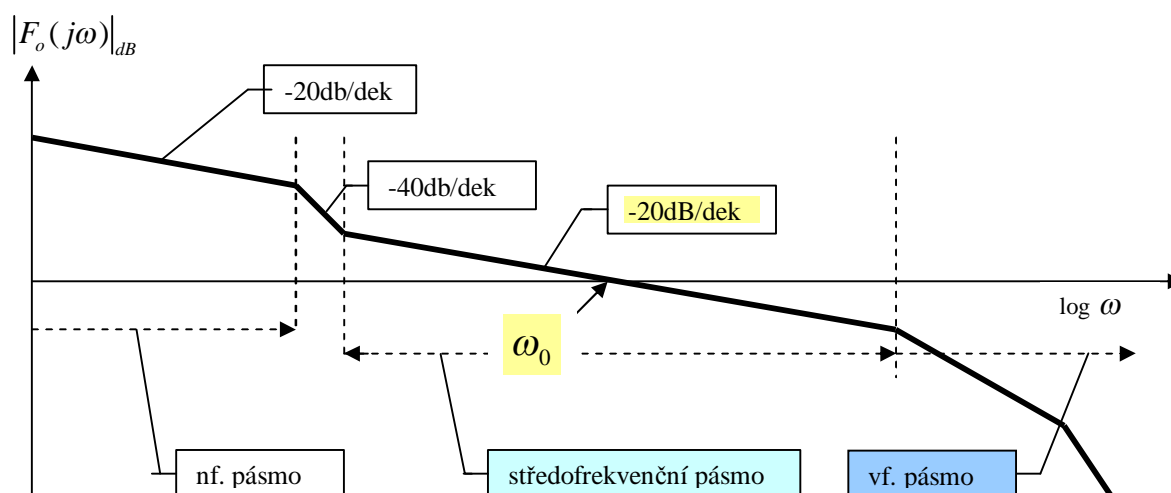 |F_o(jω)|_dB
-20db/dek
-40db/dek
-20dB/dek
log ω
ω_0
nf. pásmo
středofrekvenční pásmo
vf. pásmo